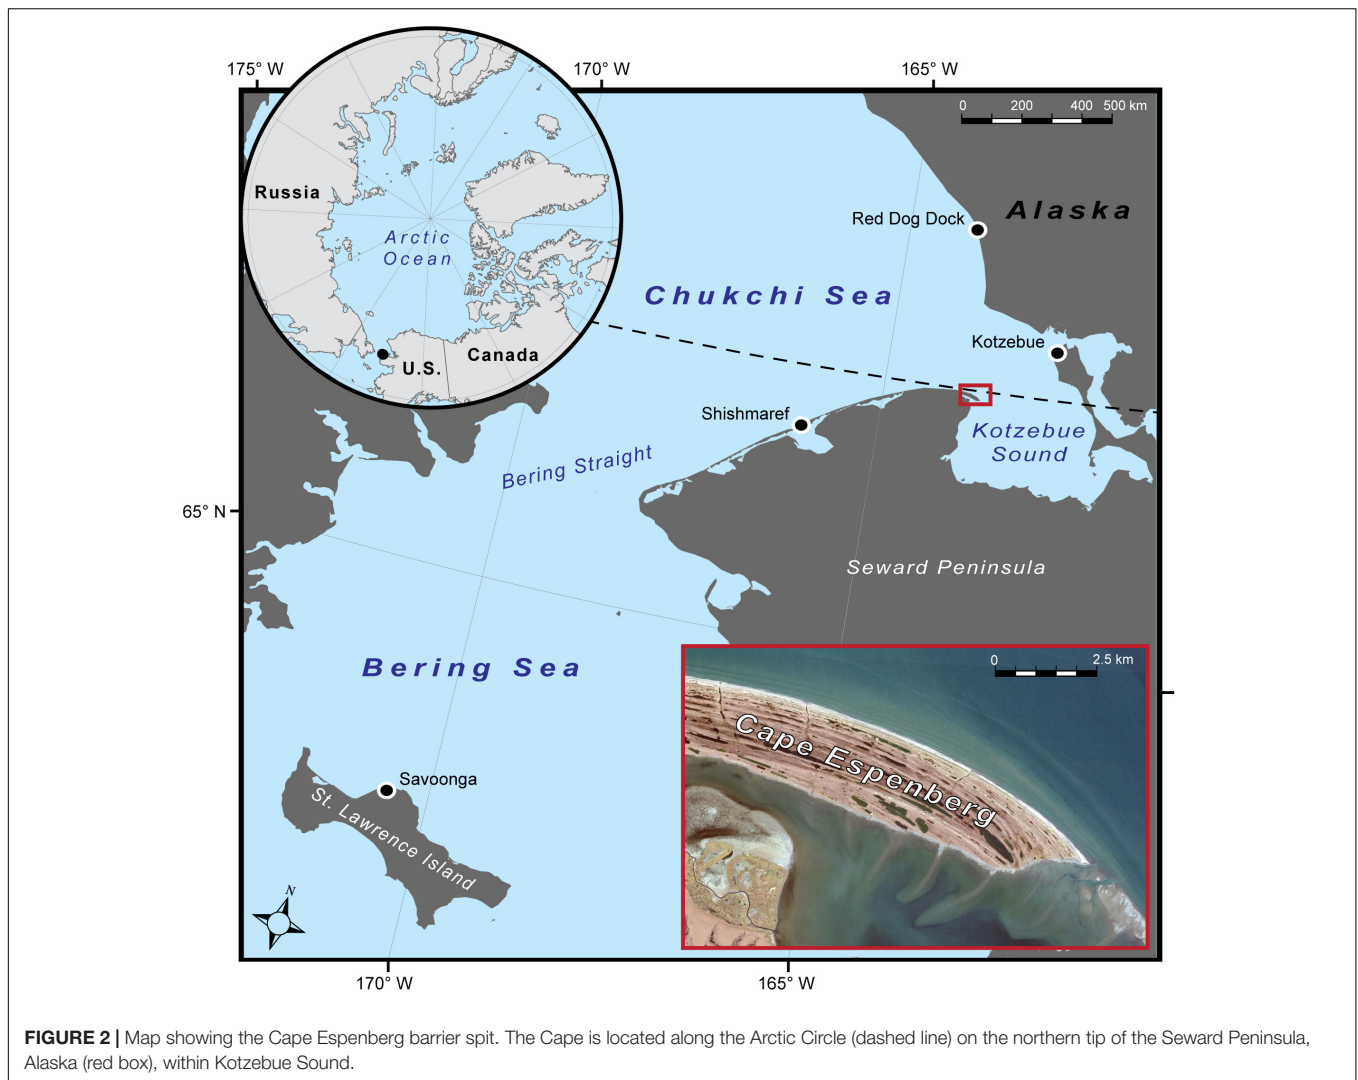 175° W
170° W
165° W
0 200 400 500 km
Russia
Arctic
Ocean
Red Dog Dock
Alaska
Chukchi Sea
Kotzebue
U.S.
Canada
Shishmaref
Kotzebue
Sound
Bering Straight
65° N
Seward Peninsula
Bering Sea
0 2.5 km
Cape Espenberg
Savoonga
St. Lawrence Island
N
170° W
165° W
FIGURE 2 | Map showing the Cape Espenberg barrier spit. The Cape is located along the Arctic Circle (dashed line) on the northern tip of the Seward Peninsula,
Alaska (red box), within Kotzebue Sound.